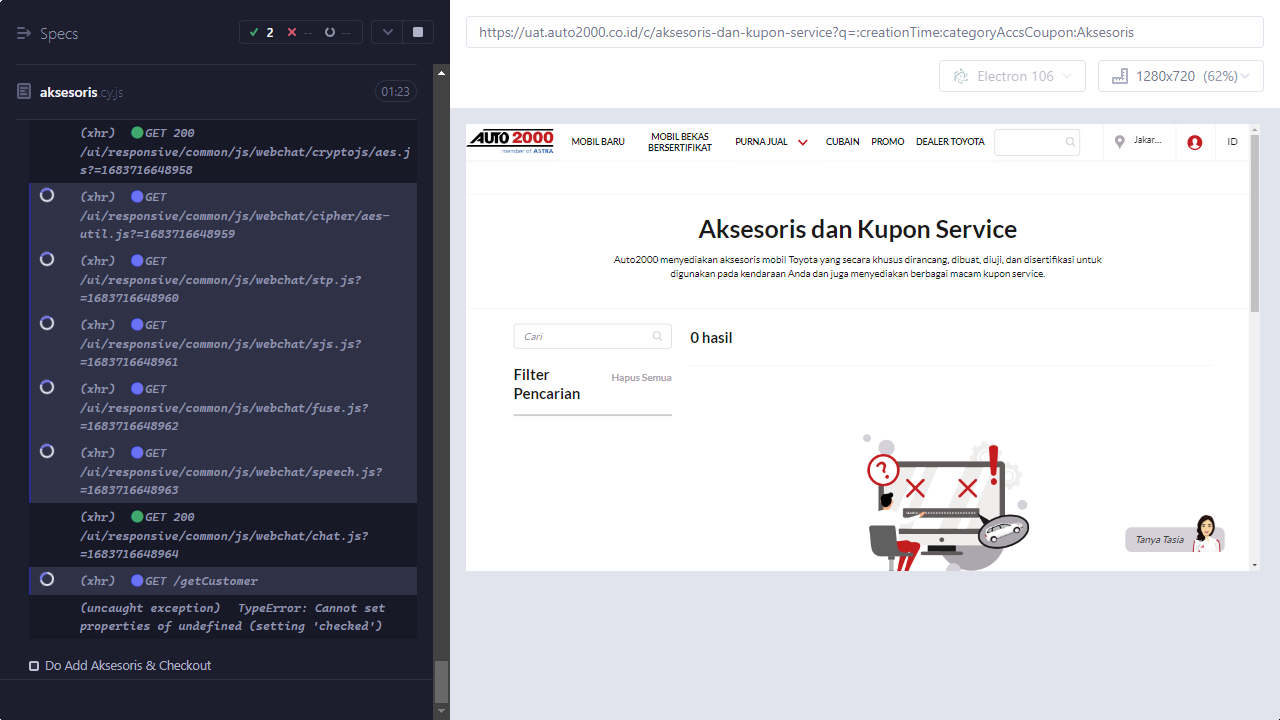 Specs
2
--
--
https://uat.auto2000.co.id/c/aksesoris-dan-kupon-service?q=:creationTime:categoryAccsCoupon:Aksesoris
Electron 106
1280x720 (62%)
aksesoris.cy.js
01:23
(xhr) GET 200
/ui/responsive/common/js/webchat/cryptojs/aes.j
s?=1683716648958
(xhr) GET
/ui/responsive/common/js/webchat/cipher/aes-
util.js?=1683716648959
(xhr) GET
/ui/responsive/common/js/webchat/stp.js?
=1683716648960
(xhr) GET
/ui/responsive/common/js/webchat/sjs.js?
=1683716648961
(xhr) GET
/ui/responsive/common/js/webchat/fuse.js?
=1683716648962
(xhr) GET
/ui/responsive/common/js/webchat/speech.js?
=1683716648963
(xhr) GET 200
/ui/responsive/common/js/webchat/chat.js?
=1683716648964
(xhr) GET /getCustomer
(uncaught exception) TypeError: Cannot set
properties of undefined (setting 'checked')
Do Add Aksesoris & Checkout
AUTO 2000
member of ASTRA
MOBIL BARU
MOBIL BEKAS
BERSERTIFIKAT
PURNA JUAL
CUBAIN
PROMO
DEALER TOYOTA
Jakar...
ID
Aksesoris dan Kupon Service
Auto2000 menyediakan aksesoris mobil Toyota yang secara khusus dirancang, dibuat, diuji, dan disertifikasi untuk
digunakan pada kendaraan Anda dan juga menyediakan berbagai macam kupon service.
Cari
0 hasil
Filter
Pencarian
Hapus Semua
?
!
Tanya Tasia